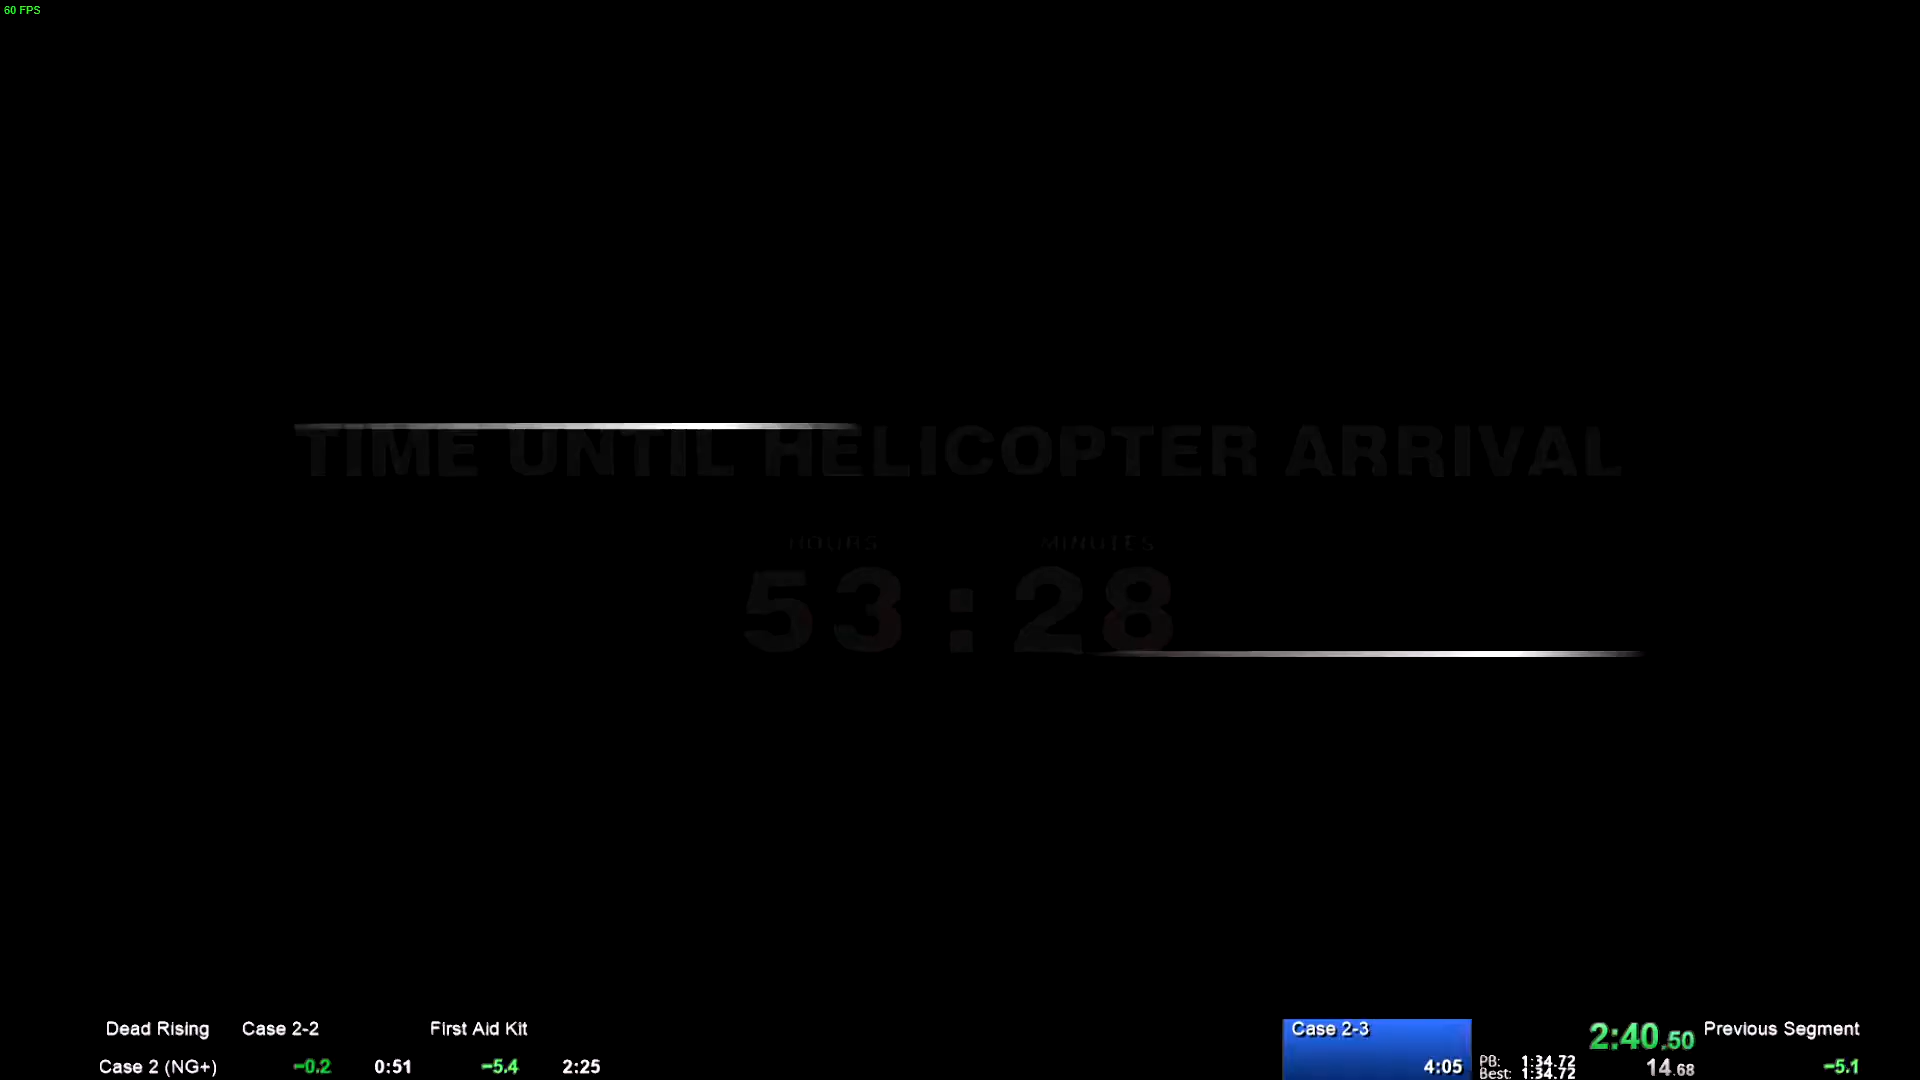 60 FPS
TIME UNTIL HELICOPTER ARRIVAL
HOURS MINUTES
53:28
Dead Rising Case 2-2 First Aid Kit Case 2-3 2:40.50 Previous Segment
Case 2 (NG+) -0.2 0:51 -5.4 2:25 4:05 PB: 1:34.72 14.68 -5.1
Best: 1:34.72